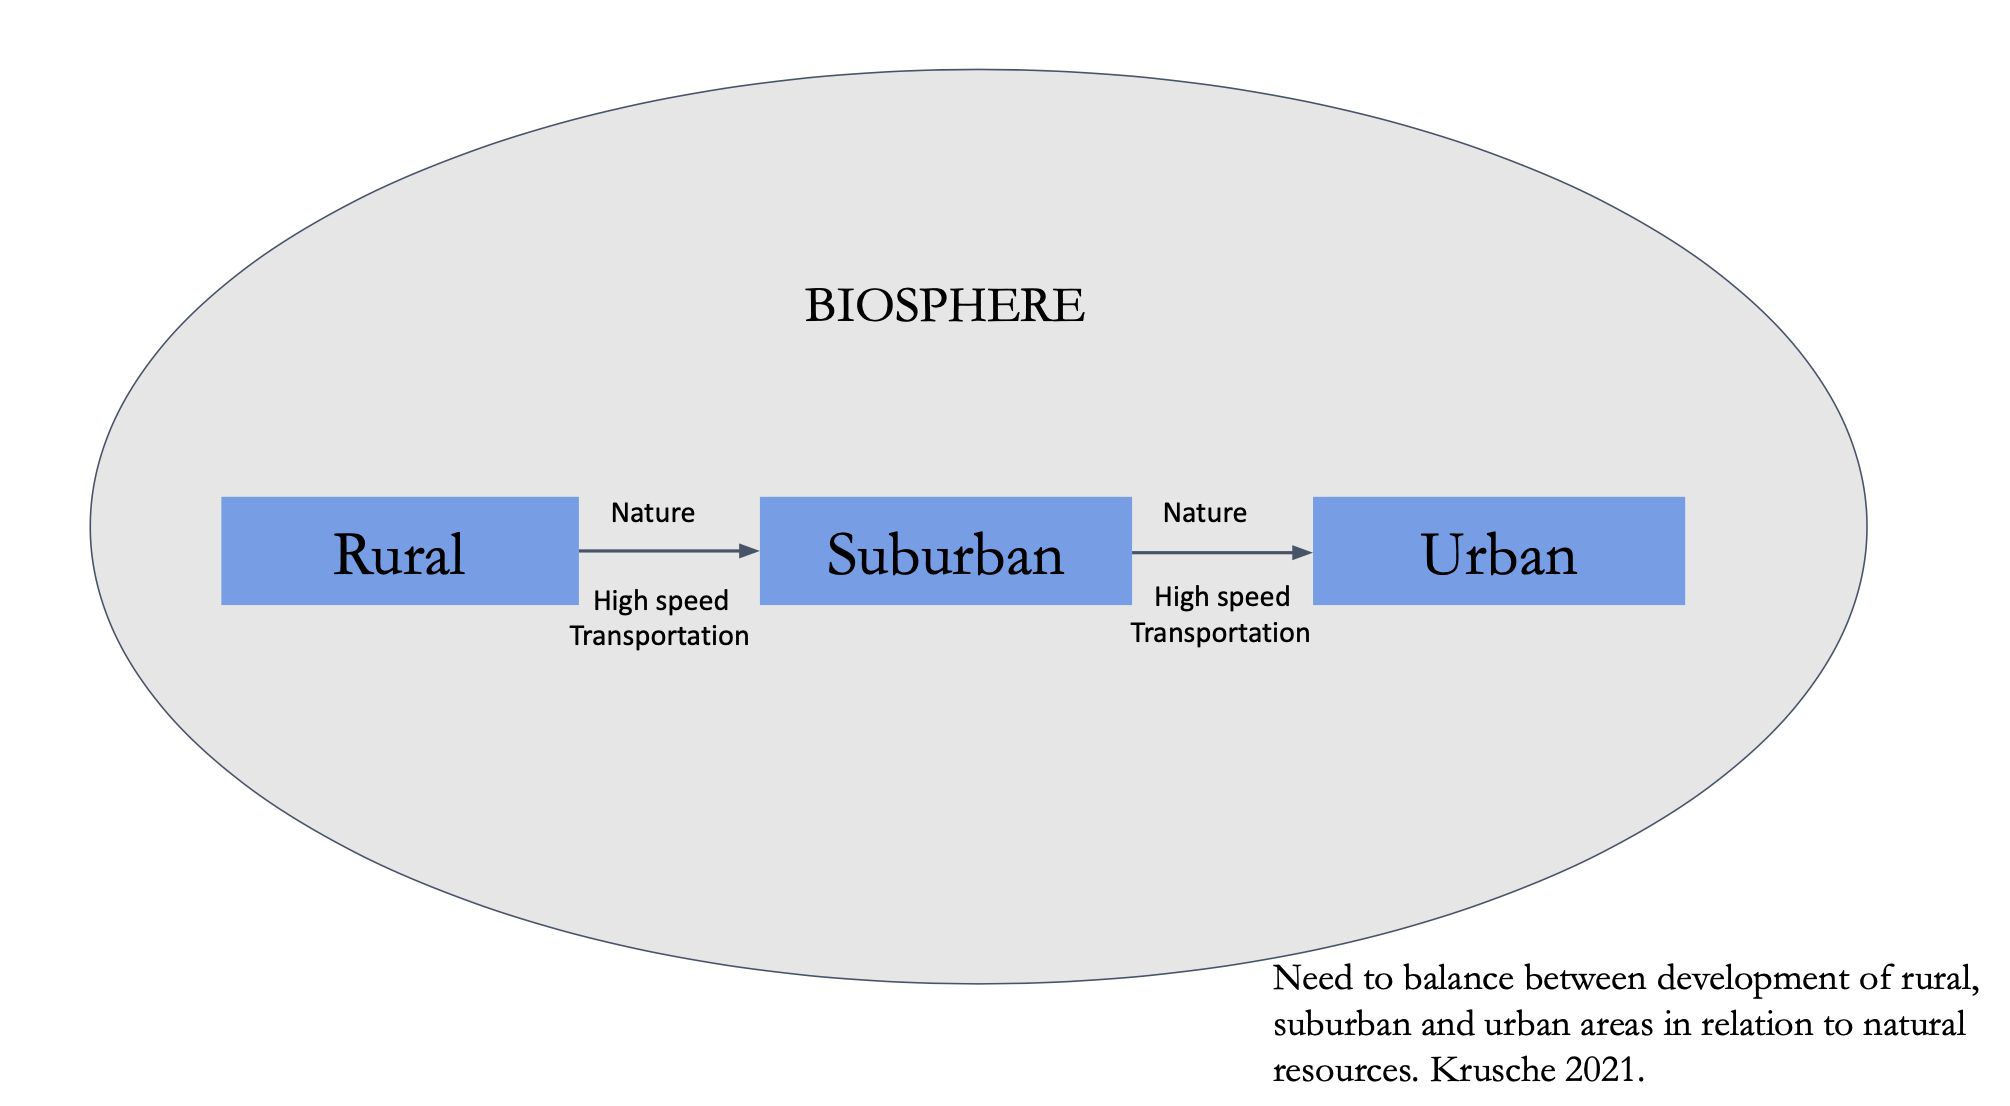 BIOSPHERE
Rural
Nature
High speed
Transportation
Suburban
Nature
High speed
Transportation
Urban
Need to balance between development of rural,
suburban and urban areas in relation to natural
resources. Krusche 2021.